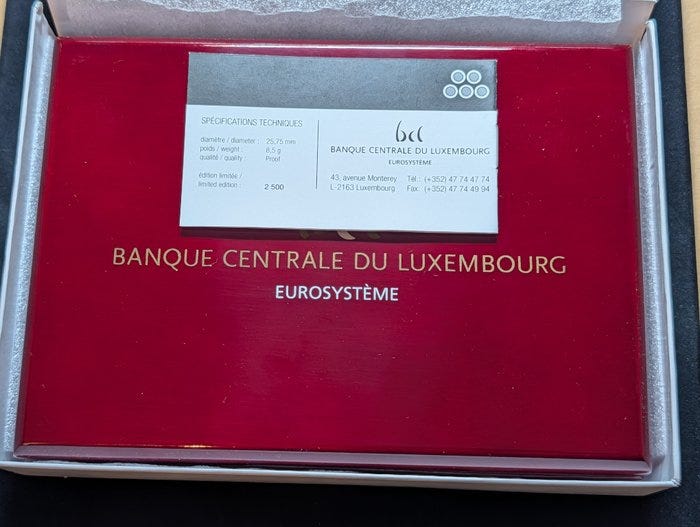 SPÉCIFICATIONS TECHNIQUES
diamètre / diameter : 25,75 mm
poids / weight : 8,5 g
qualité / quality : Proof
édition limitée /
limited edition : 2 500
bcl
BANQUE CENTRALE DU LUXEMBOURG
EUROSYSTÈME
43, avenue Monterey Tél.: (+352) 47 74 47 74
L-2163 Luxembourg Fax: (+352) 47 74 49 94
BANQUE CENTRALE DU LUXEMBOURG
EUROSYSTÈME